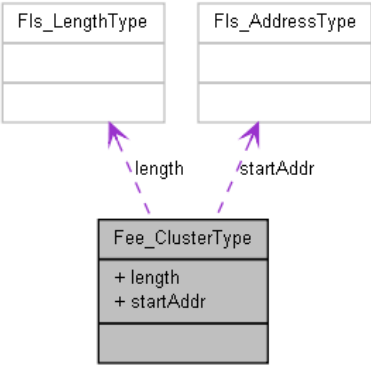 Fls_LengthType
Fls_AddressType
length
startAddr
Fee_ClusterType
+ length
+ startAddr